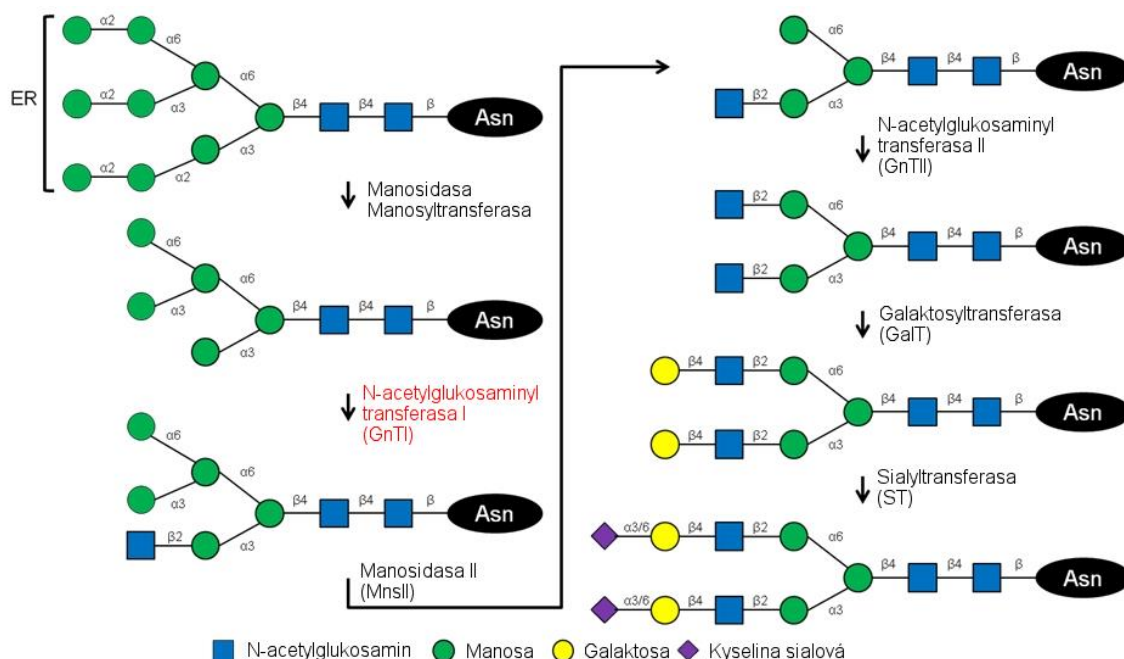 α2 α6
ER
α6
α2 α3
β4 β4 β Asn
α3
α2 α2
Manosidasa
Manosyltransferasa
α6
α6
α3
β4 β4 β Asn
α3
N-acetylglukosaminyl
transferasa I
(GnTI)
α6
α6
α3
β4 β4 β Asn
β2 α3
Manosidasa II
(MnsII)
α6
β4 β4 β Asn
β2 α3
N-acetylglukosaminyl
transferasa II
(GnTII)
β2 α6
β4 β4 β Asn
β2 α3
Galaktosyltransferasa
(GalT)
β4 β2 α6
β4 β4 β Asn
β4 β2 α3
Sialyltransferasa
(ST)
α3/6 β4 β2 α6
β4 β4 β Asn
α3/6 β4 β2 α3
N-acetylglukosamin Manosa Galaktosa Kyselina sialová